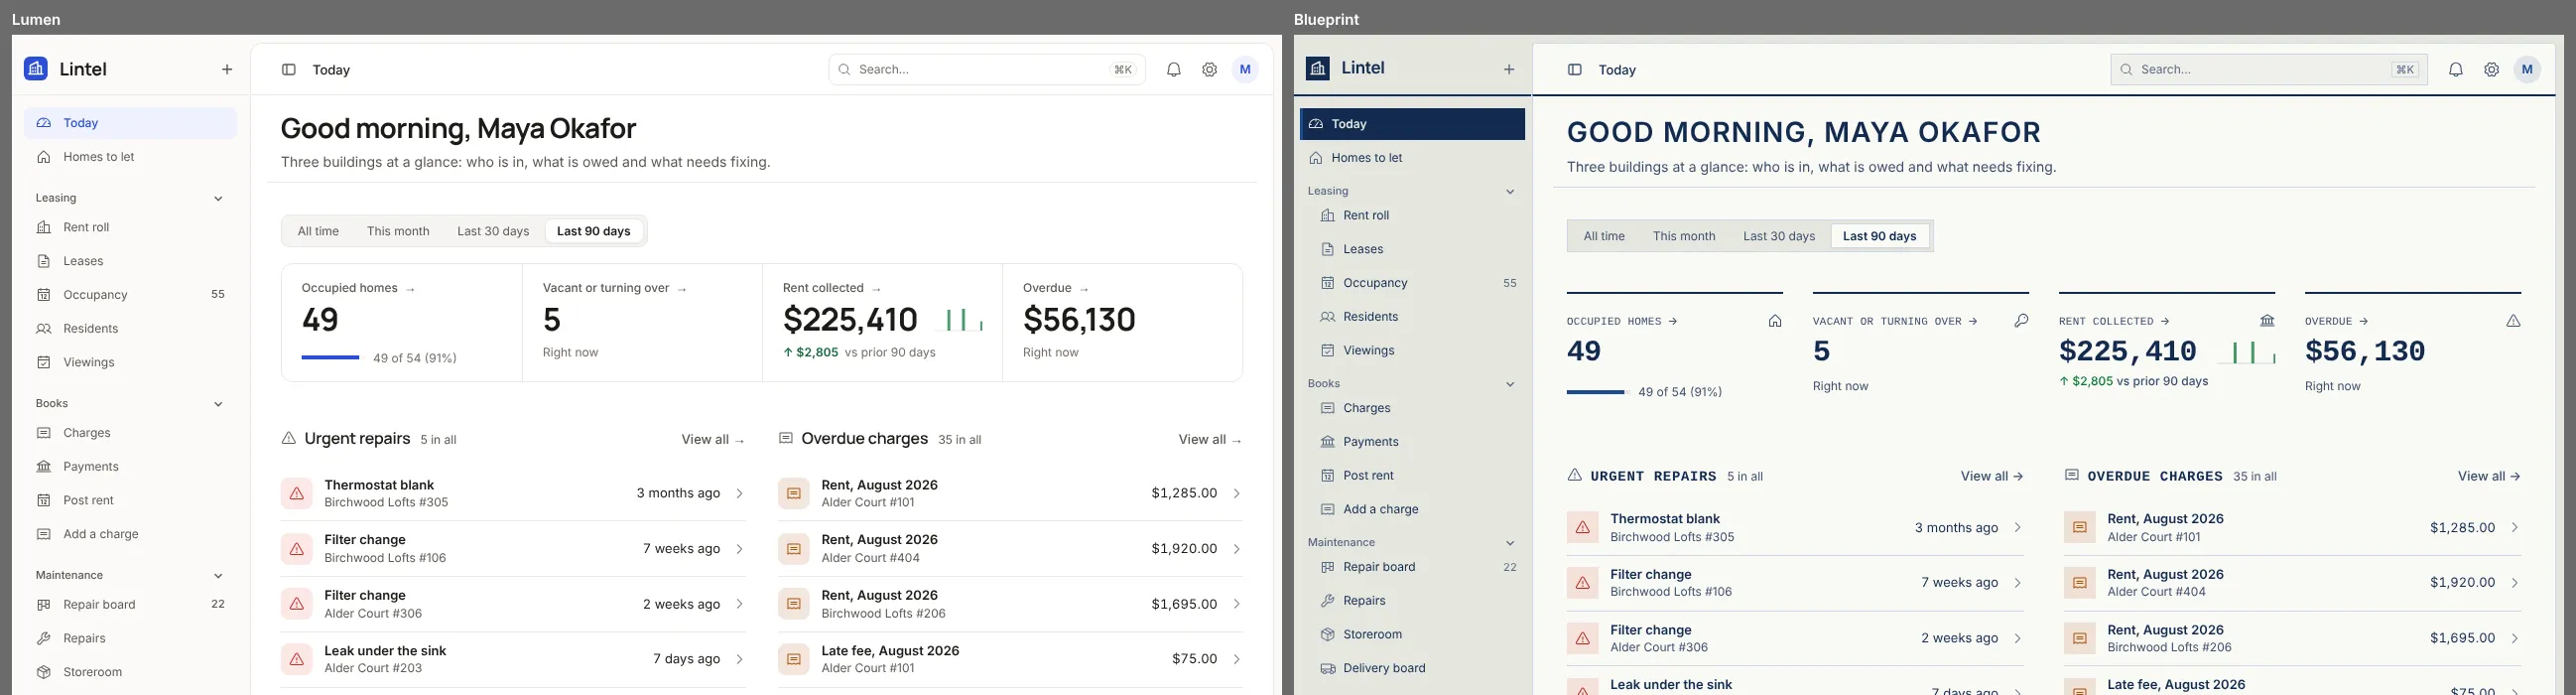 Lumen
Lintel
Today
Homes to let
Leasing
Rent roll
Leases
Occupancy 55
Residents
Viewings
Books
Charges
Payments
Post rent
Add a charge
Maintenance
Repair board 22
Repairs
Storeroom
Today
Search... ⌘K
M
Good morning, Maya Okafor
Three buildings at a glance: who is in, what is owed and what needs fixing.
All time This month Last 30 days Last 90 days
Occupied homes →
49
49 of 54 (91%)
Vacant or turning over →
5
Right now
Rent collected →
$225,410
↑ $2,805 vs prior 90 days
Overdue →
$56,130
Right now
Urgent repairs 5 in all View all →
Thermostat blank
Birchwood Lofts #305
3 months ago
Filter change
Birchwood Lofts #106
7 weeks ago
Filter change
Alder Court #306
2 weeks ago
Leak under the sink
Alder Court #203
7 days ago
Overdue charges 35 in all View all →
Rent, August 2026
Alder Court #101
$1,285.00
Rent, August 2026
Alder Court #404
$1,920.00
Rent, August 2026
Birchwood Lofts #206
$1,695.00
Late fee, August 2026
Alder Court #101
$75.00
Blueprint
Lintel
Today
Homes to let
Leasing
Rent roll
Leases
Occupancy 55
Residents
Viewings
Books
Charges
Payments
Post rent
Add a charge
Maintenance
Repair board 22
Repairs
Storeroom
Delivery board
Today
Search... ⌘K
M
GOOD MORNING, MAYA OKAFOR
Three buildings at a glance: who is in, what is owed and what needs fixing.
All time This month Last 30 days Last 90 days
OCCUPIED HOMES →
49
49 of 54 (91%)
VACANT OR TURNING OVER →
5
Right now
RENT COLLECTED →
$225,410
↑ $2,805 vs prior 90 days
OVERDUE →
$56,130
Right now
URGENT REPAIRS 5 in all View all →
Thermostat blank
Birchwood Lofts #305
3 months ago
Filter change
Birchwood Lofts #106
7 weeks ago
Filter change
Alder Court #306
2 weeks ago
Leak under the sink
7 days ago
OVERDUE CHARGES 35 in all View all →
Rent, August 2026
Alder Court #101
$1,285.00
Rent, August 2026
Alder Court #404
$1,920.00
Rent, August 2026
Birchwood Lofts #206
$1,695.00
Late fee, August 2026
$75.00